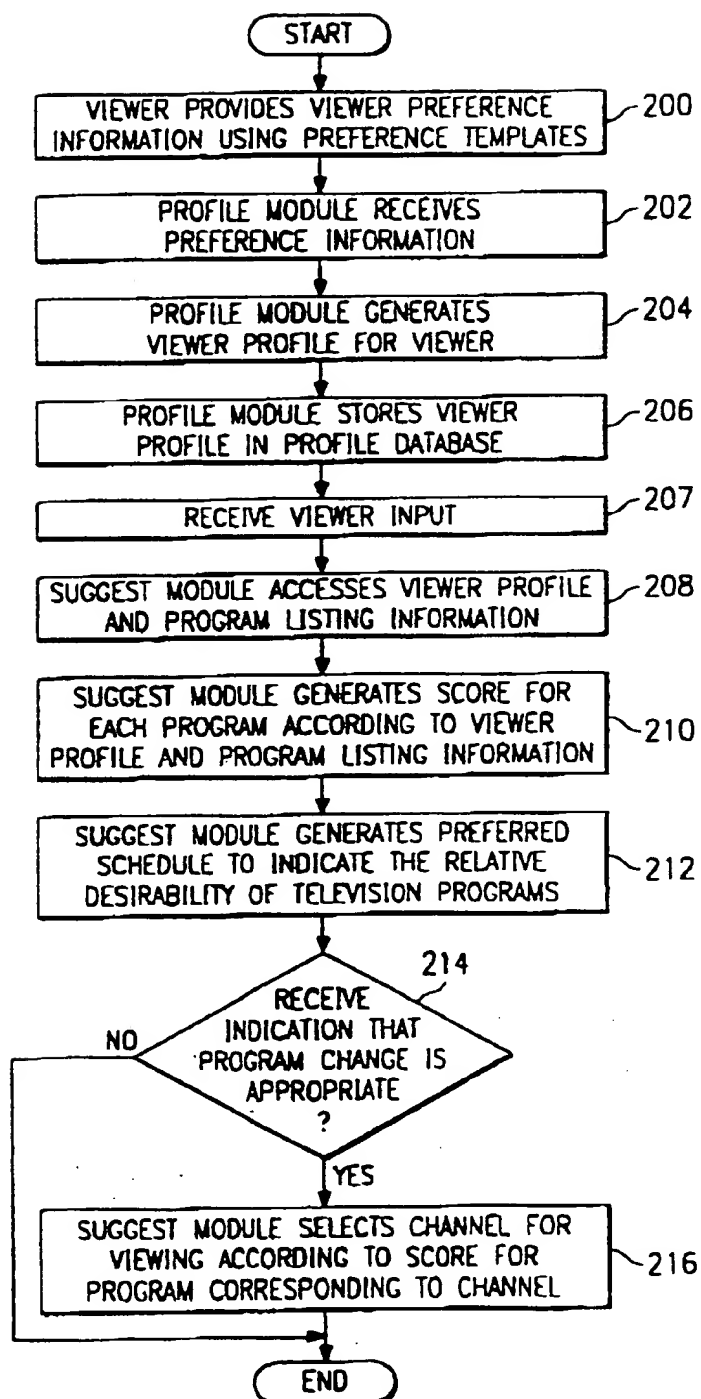 START
VIEWER PROVIDES VIEWER PREFERENCE
INFORMATION USING PREFERENCE TEMPLATES
200
PROFILE MODULE RECEIVES
PREFERENCE INFORMATION
202
PROFILE MODULE GENERATES
VIEWER PROFILE FOR VIEWER
204
PROFILE MODULE STORES VIEWER
PROFILE IN PROFILE DATABASE
206
RECEIVE VIEWER INPUT
207
SUGGEST MODULE ACCESSES VIEWER PROFILE
AND PROGRAM LISTING INFORMATION
208
SUGGEST MODULE GENERATES SCORE FOR
EACH PROGRAM ACCORDING TO VIEWER
PROFILE AND PROGRAM LISTING INFORMATION
210
SUGGEST MODULE GENERATES PREFERRED
SCHEDULE TO INDICATE THE RELATIVE
DESIRABILITY OF TELEVISION PROGRAMS
212
214
RECEIVE
INDICATION THAT
PROGRAM CHANGE IS
APPROPRIATE
?
NO
YES
SUGGEST MODULE SELECTS CHANNEL FOR
VIEWING ACCORDING TO SCORE FOR
PROGRAM CORRESPONDING TO CHANNEL
216
END